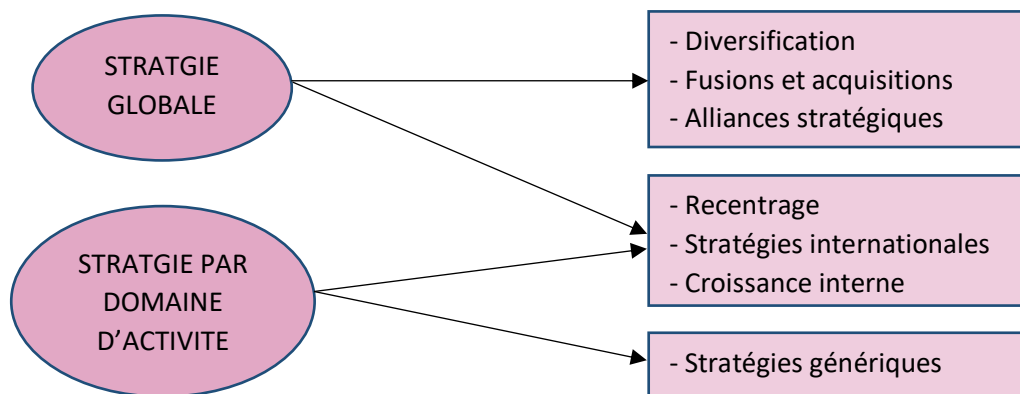 STRATGIE
GLOBALE
- Diversification
- Fusions et acquisitions
- Alliances stratégiques
- Recentrage
- Stratégies internationales
- Croissance interne
STRATGIE PAR
DOMAINE
D’ACTIVITE
- Stratégies génériques